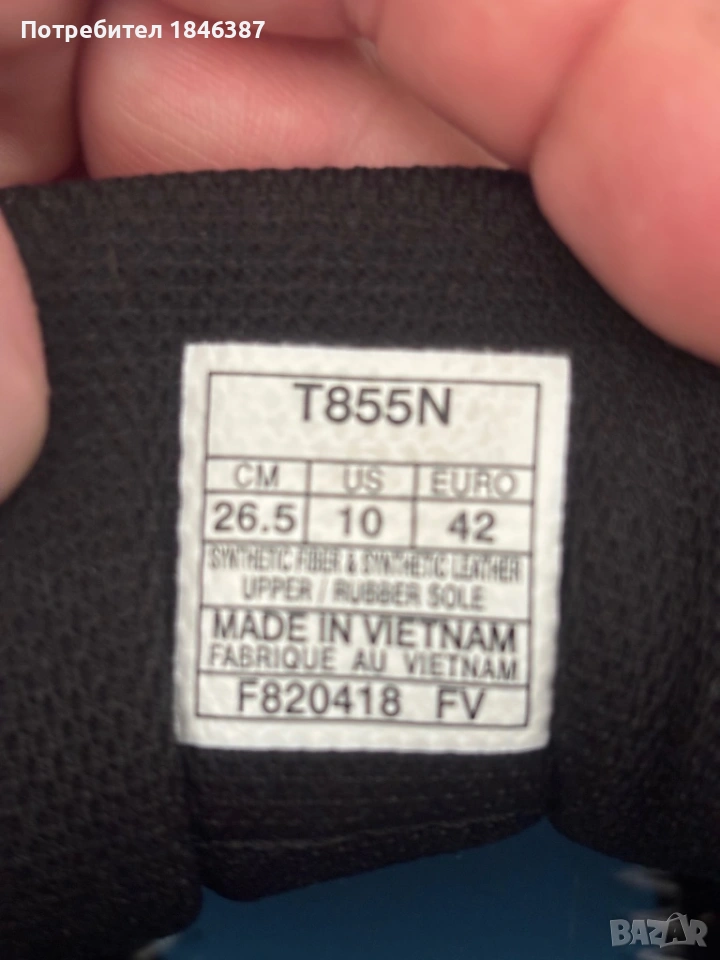 Потребител 1846387
T855N
CM US EURO
26.5 10 42
SYNTHETIC FIBER & SYNTHETIC LEATHER
UPPER / RUBBER SOLE
MADE IN VIETNAM
FABRIQUE AU VIETNAM
F820418 FV
BAZAR